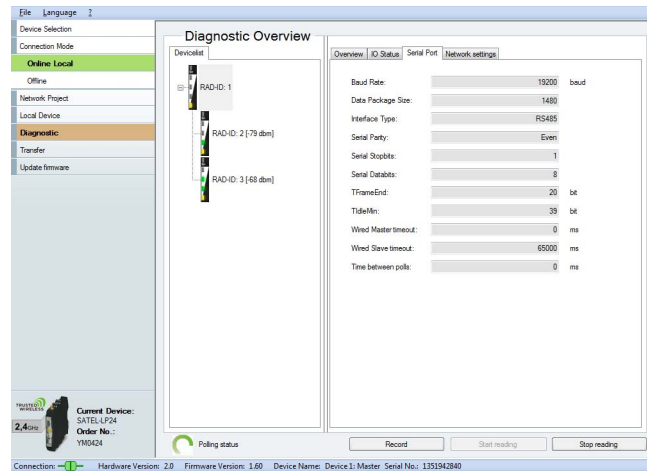 File Language ?
Device Selection
Connection Mode
Online Local
Offline
Network Project
Local Device
Diagnostic
Transfer
Update firmware
TRUSTED WIRELESS
2,4GHz
Current Device:
SATEL-LP24
Order No.:
YM0424
Diagnostic Overview
Devicelist
RAD-ID: 1
RAD-ID: 2 [-79 dbm]
RAD-ID: 3 [-68 dbm]
Overview IO Status Serial Port Network settings
Baud Rate: 19200 baud
Data Package Size: 1480
Interface Type: RS485
Serial Parity: Even
Serial Stopbits: 1
Serial Databits: 8
TFrameEnd: 20 bit
TIdleMin: 39 bit
Wired Master timeout: 0 ms
Wired Slave timeout: 65000 ms
Time between polls: 0 ms
Polling status
Record Start reading Stop reading
Connection: Hardware Version: 2.0 Firmware Version: 1.60 Device Name: Device 1: Master Serial No.: 1351942840